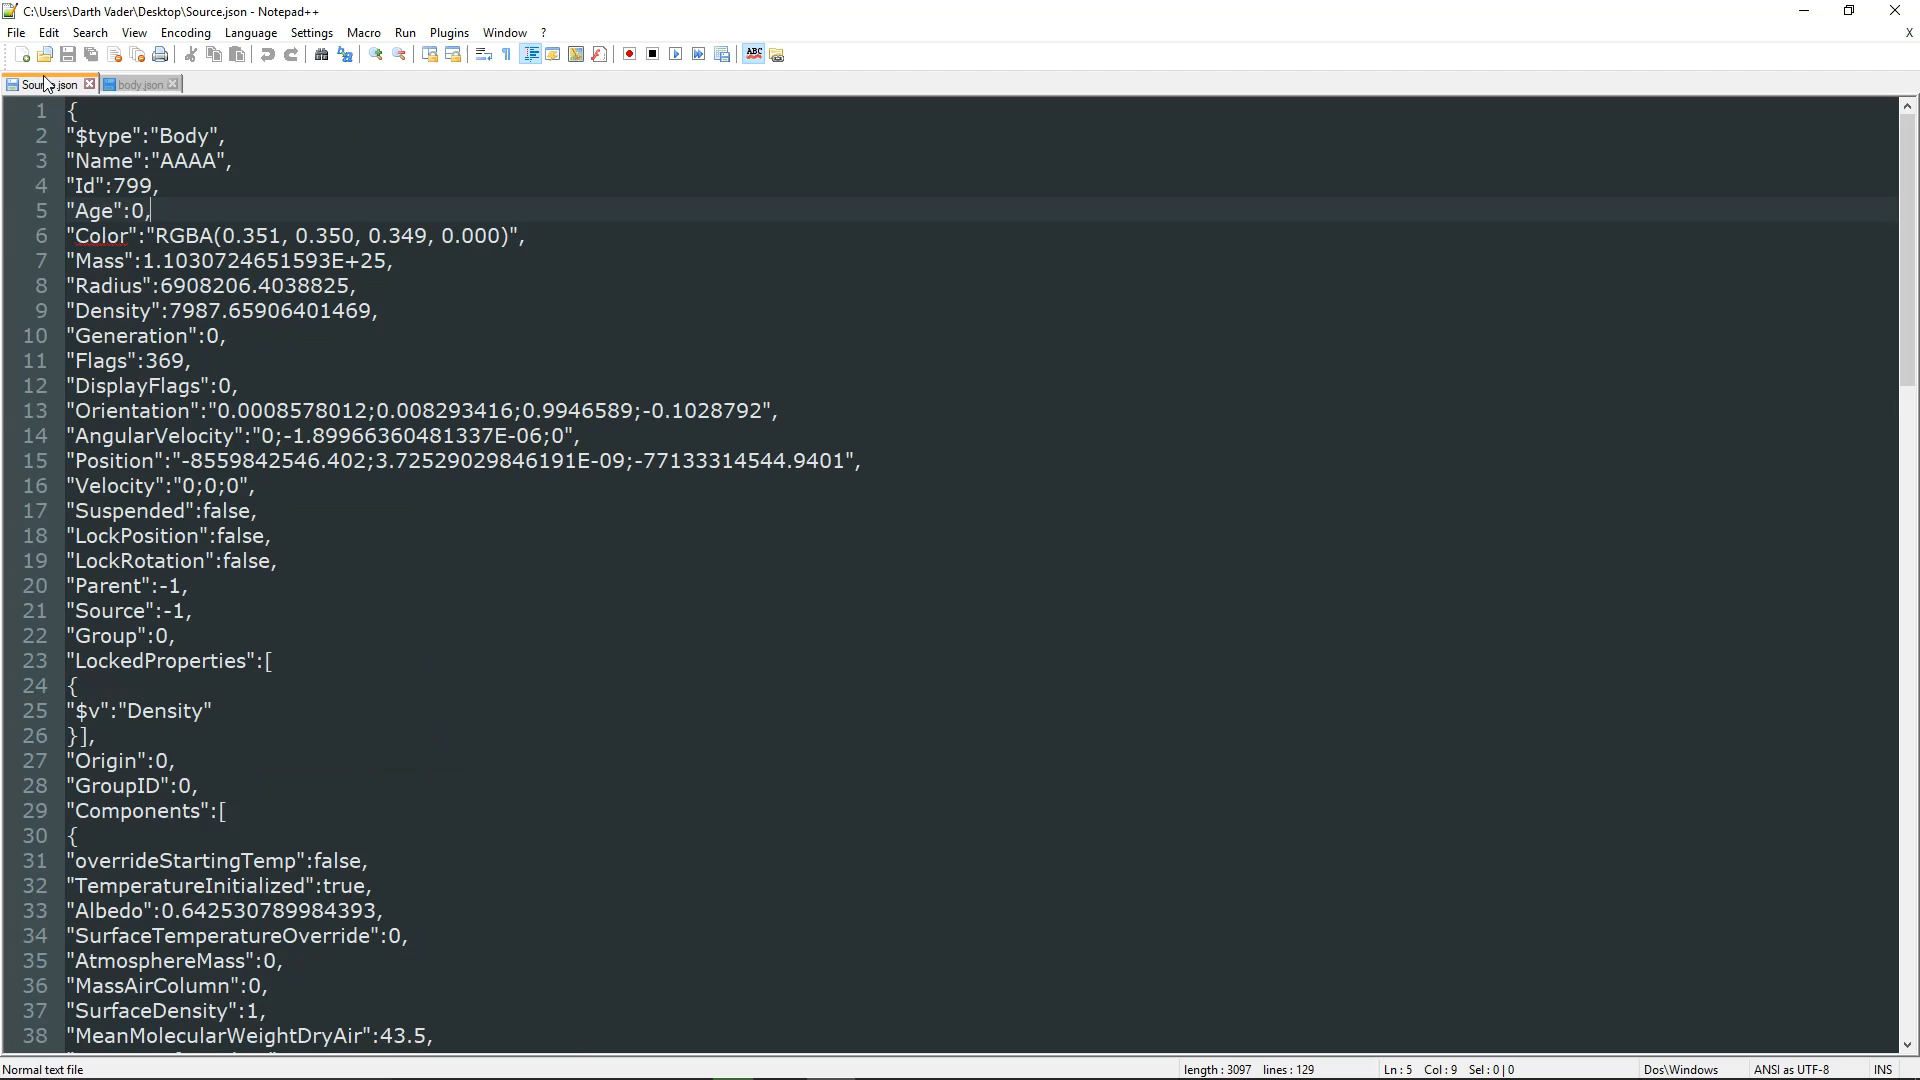 C:\Users\Darth Vader\Desktop\Source.json - Notepad++
File Edit Search View Encoding Language Settings Macro Run Plugins Window ? X
ABC
Source.json body.json
1 {
2 "$type":"Body",
3 "Name":"AAAA",
4 "Id":799,
5 "Age":0,
6 "Color":"RGBA(0.351, 0.350, 0.349, 0.000)",
7 "Mass":1.1030724651593E+25,
8 "Radius":6908206.4038825,
9 "Density":7987.65906401469,
10 "Generation":0,
11 "Flags":369,
12 "DisplayFlags":0,
13 "Orientation":"0.0008578012;0.008293416;0.9946589;-0.1028792",
14 "AngularVelocity":"0;-1.89966360481337E-06;0",
15 "Position":"-8559842546.402;3.72529029846191E-09;-77133314544.9401",
16 "Velocity":"0;0;0",
17 "Suspended":false,
18 "LockPosition":false,
19 "LockRotation":false,
20 "Parent":-1,
21 "Source":-1,
22 "Group":0,
23 "LockedProperties":[
24 {
25 "$v":"Density"
26 }],
27 "Origin":0,
28 "GroupID":0,
29 "Components":[
30 {
31 "overrideStartingTemp":false,
32 "TemperatureInitialized":true,
33 "Albedo":0.642530789984393,
34 "SurfaceTemperatureOverride":0,
35 "AtmosphereMass":0,
36 "MassAirColumn":0,
37 "SurfaceDensity":1,
38 "MeanMolecularWeightDryAir":43.5,
Normal text file length : 3097 lines : 129 Ln : 5 Col : 9 Sel : 0 | 0 Dos\Windows ANSI as UTF-8 INS